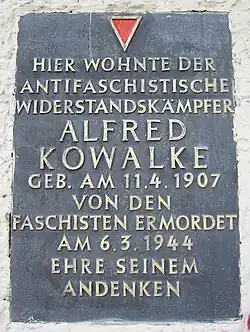 HIER WOHNTE DER
ANTIFASCHISTISCHE
WIDERSTANDSKÄMPFER
ALFRED
KOWALKE
GEB. AM 11.4.1907
VON DEN
FASCHISTEN ERMORDET
AM 6.3.1944
EHRE SEINEM
ANDENKEN